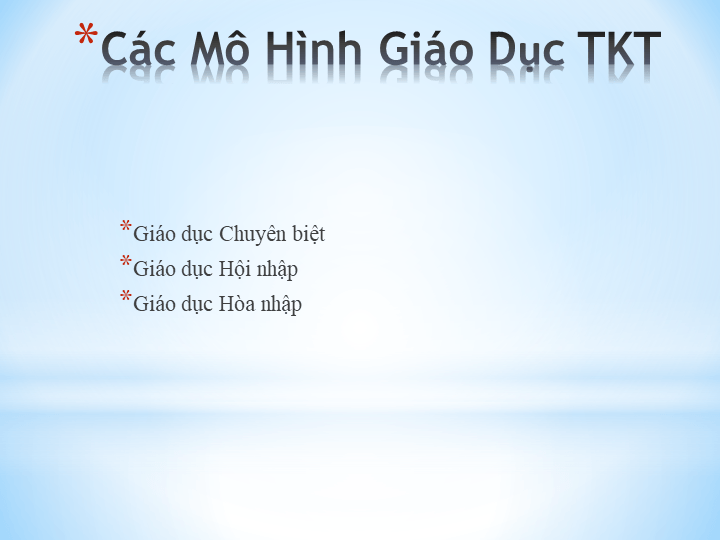 * Các Mô Hình Giáo Dục TKT
* Giáo dục Chuyên biệt
* Giáo dục Hội nhập
* Giáo dục Hòa nhập